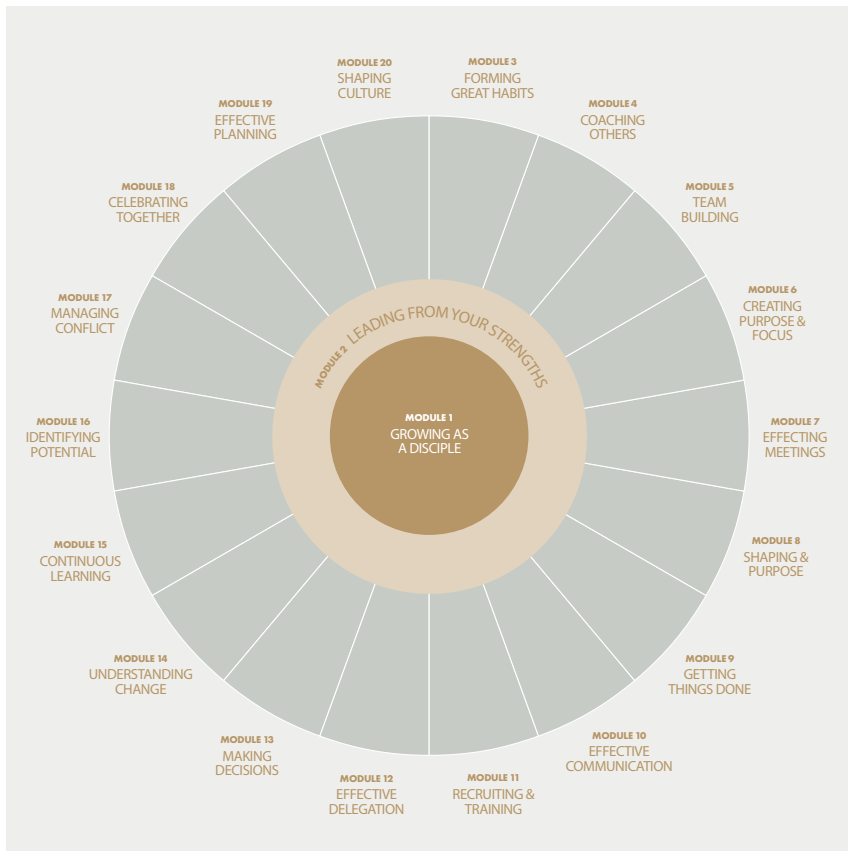 MODULE 1
GROWING AS
A DISCIPLE
MODULE 2 LEADING FROM YOUR STRENGTHS
MODULE 3
FORMING
GREAT HABITS
MODULE 4
COACHING
OTHERS
MODULE 5
TEAM
BUILDING
MODULE 6
CREATING
PURPOSE &
FOCUS
MODULE 7
EFFECTING
MEETINGS
MODULE 8
SHAPING &
PURPOSE
MODULE 9
GETTING
THINGS DONE
MODULE 10
EFFECTIVE
COMMUNICATION
MODULE 11
RECRUITING &
TRAINING
MODULE 12
EFFECTIVE
DELEGATION
MODULE 13
MAKING
DECISIONS
MODULE 14
UNDERSTANDING
CHANGE
MODULE 15
CONTINUOUS
LEARNING
MODULE 16
IDENTIFYING
POTENTIAL
MODULE 17
MANAGING
CONFLICT
MODULE 18
CELEBRATING
TOGETHER
MODULE 19
EFFECTIVE
PLANNING
MODULE 20
SHAPING
CULTURE